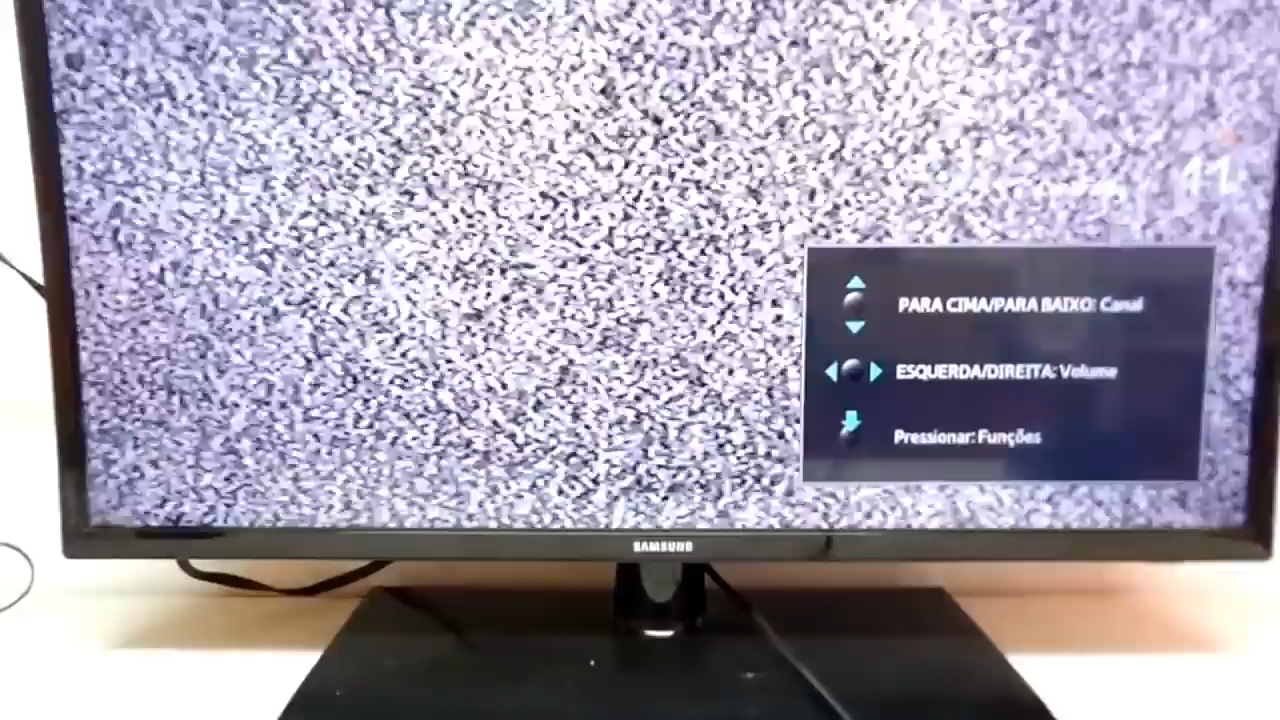 PARA CIMA/PARA BAIXO: Canal
ESQUERDA/DIREITA: Volume
Pressionar: Funções
SAMSUNG